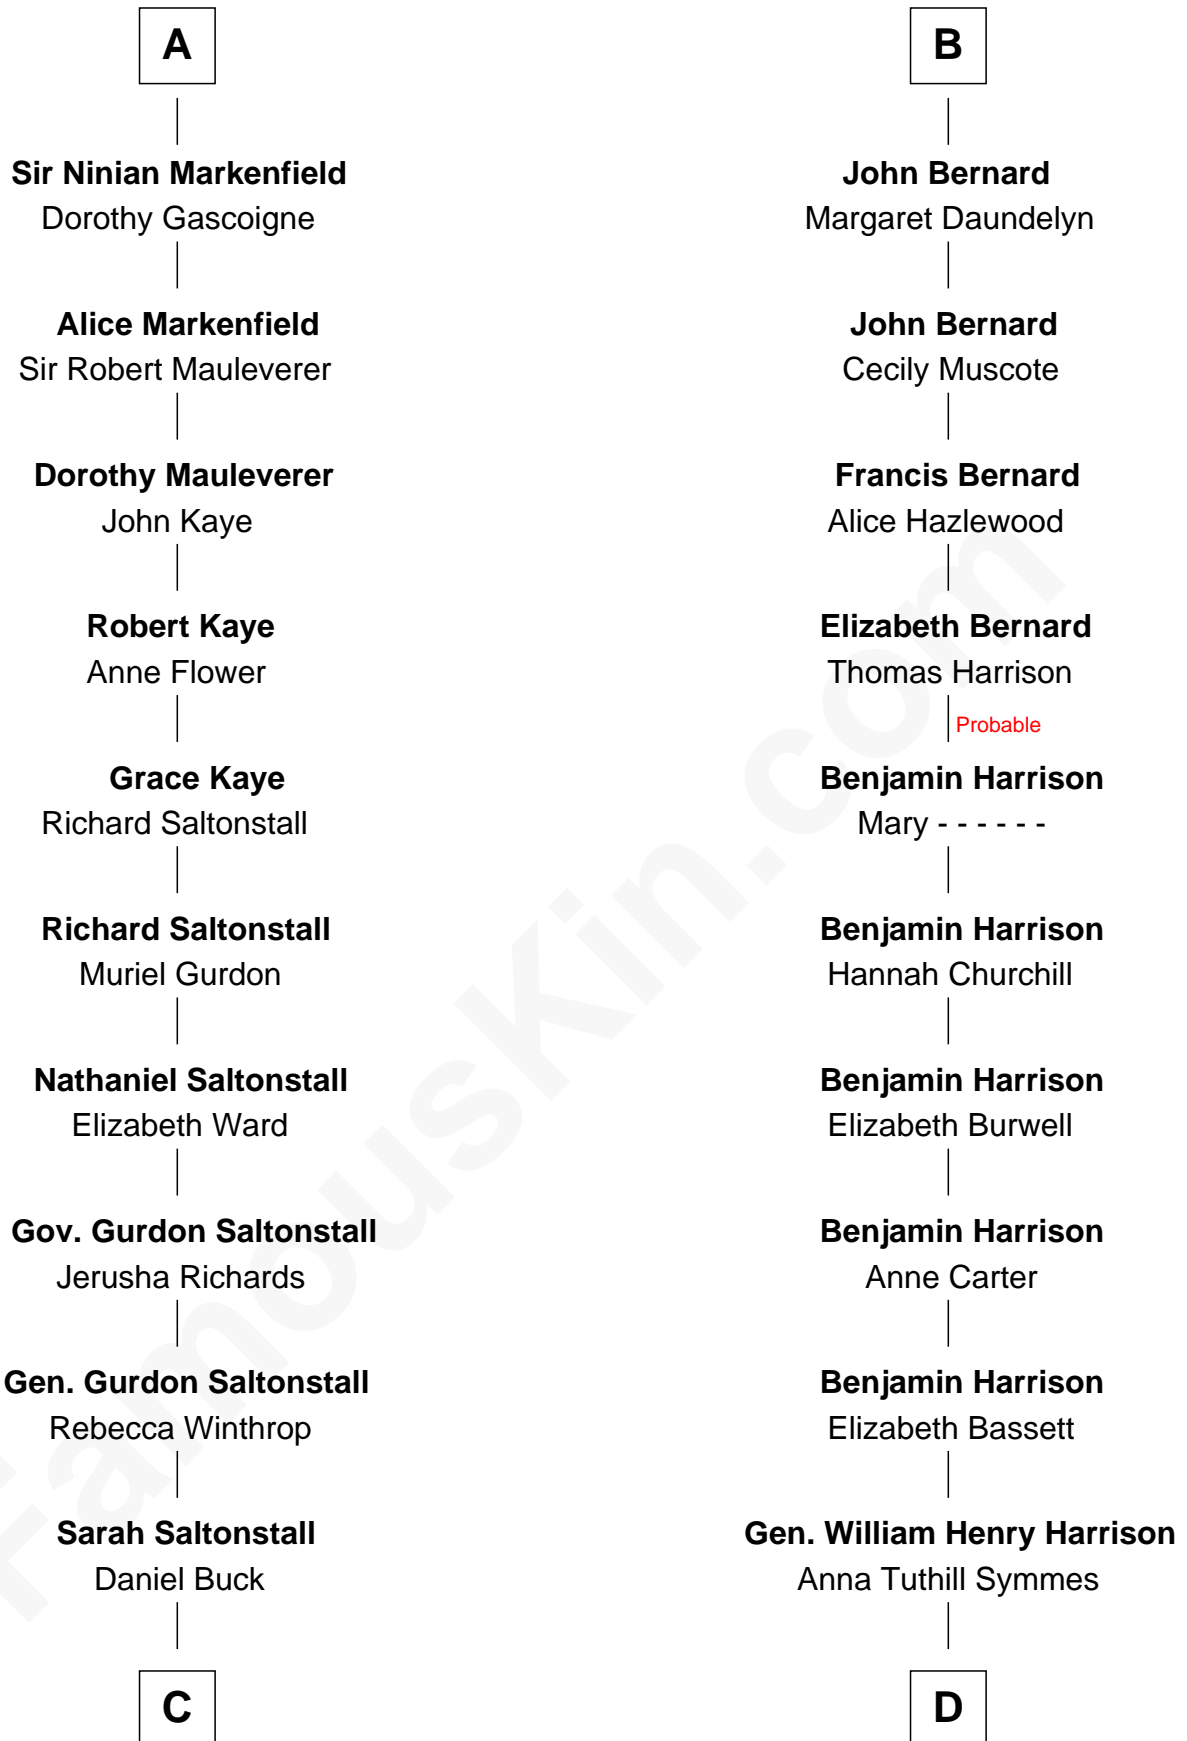 A
Sir Ninian Markenfield
Dorothy Gascoigne
Alice Markenfield
Sir Robert Mauleverer
Dorothy Mauleverer
John Kaye
Robert Kaye
Anne Flower
Grace Kaye
Richard Saltonstall
Richard Saltonstall
Muriel Gurdon
Nathaniel Saltonstall
Elizabeth Ward
Gov. Gurdon Saltonstall
Jerusha Richards
Gen. Gurdon Saltonstall
Rebecca Winthrop
Sarah Saltonstall
Daniel Buck
C
B
John Bernard
Margaret Daundelyn
John Bernard
Cecily Muscote
Francis Bernard
Alice Hazlewood
Elizabeth Bernard
Thomas Harrison
Probable
Benjamin Harrison
Mary - - - - - -
Benjamin Harrison
Hannah Churchill
Benjamin Harrison
Elizabeth Burwell
Benjamin Harrison
Anne Carter
Benjamin Harrison
Elizabeth Bassett
Gen. William Henry Harrison
Anna Tuthill Symmes
D
FamousKin.com